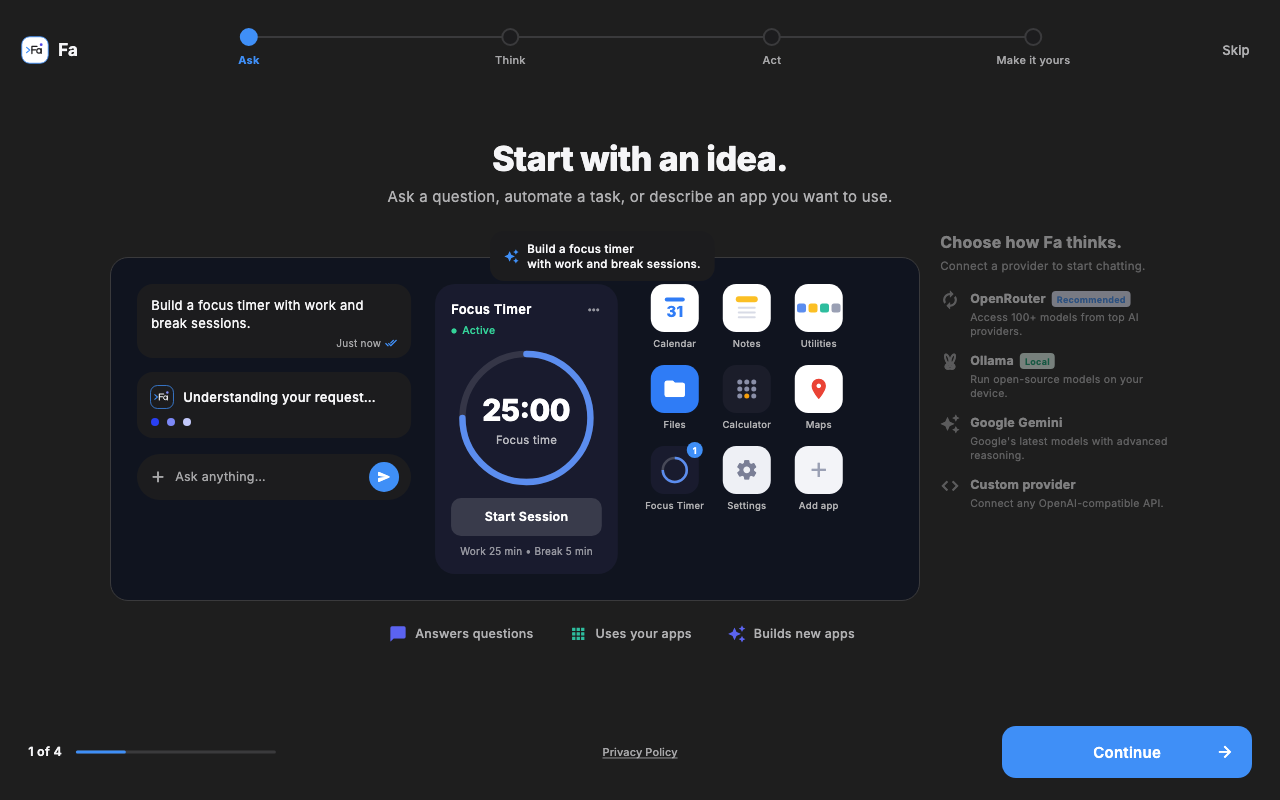 >Fa Fa
Ask
Think
Act
Make it yours
Skip
Start with an idea.
Ask a question, automate a task, or describe an app you want to use.
Build a focus timer
with work and break sessions.
Build a focus timer with work and
break sessions.
Just now
>Fa Understanding your request...
Ask anything...
Focus Timer
Active
25:00
Focus time
Start Session
Work 25 min • Break 5 min
31
Calendar
Notes
Utilities
Files
Calculator
Maps
1
Focus Timer
Settings
Add app
Choose how Fa thinks.
Connect a provider to start chatting.
OpenRouter Recommended
Access 100+ models from top AI
providers.
Ollama Local
Run open-source models on your
device.
Google Gemini
Google's latest models with advanced
reasoning.
Custom provider
Connect any OpenAI-compatible API.
Answers questions
Uses your apps
Builds new apps
1 of 4
Privacy Policy
Continue